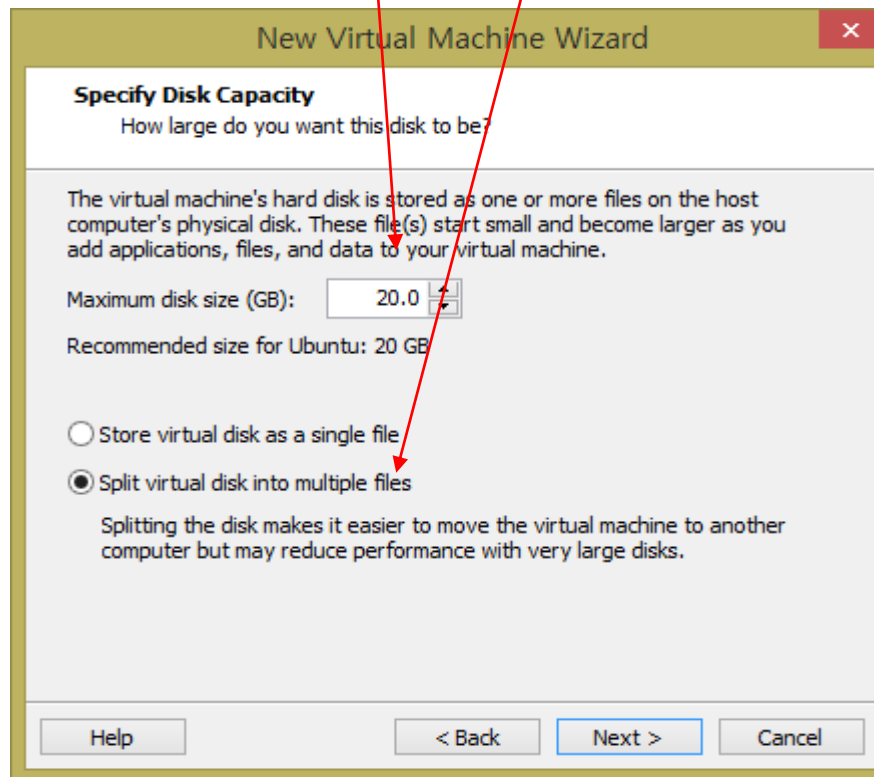 New Virtual Machine Wizard
Specify Disk Capacity
How large do you want this disk to be?
The virtual machine's hard disk is stored as one or more files on the host
computer's physical disk. These file(s) start small and become larger as you
add applications, files, and data to your virtual machine.
Maximum disk size (GB): 20.0
Recommended size for Ubuntu: 20 GB
Store virtual disk as a single file
Split virtual disk into multiple files
Splitting the disk makes it easier to move the virtual machine to another
computer but may reduce performance with very large disks.
Help < Back Next > Cancel